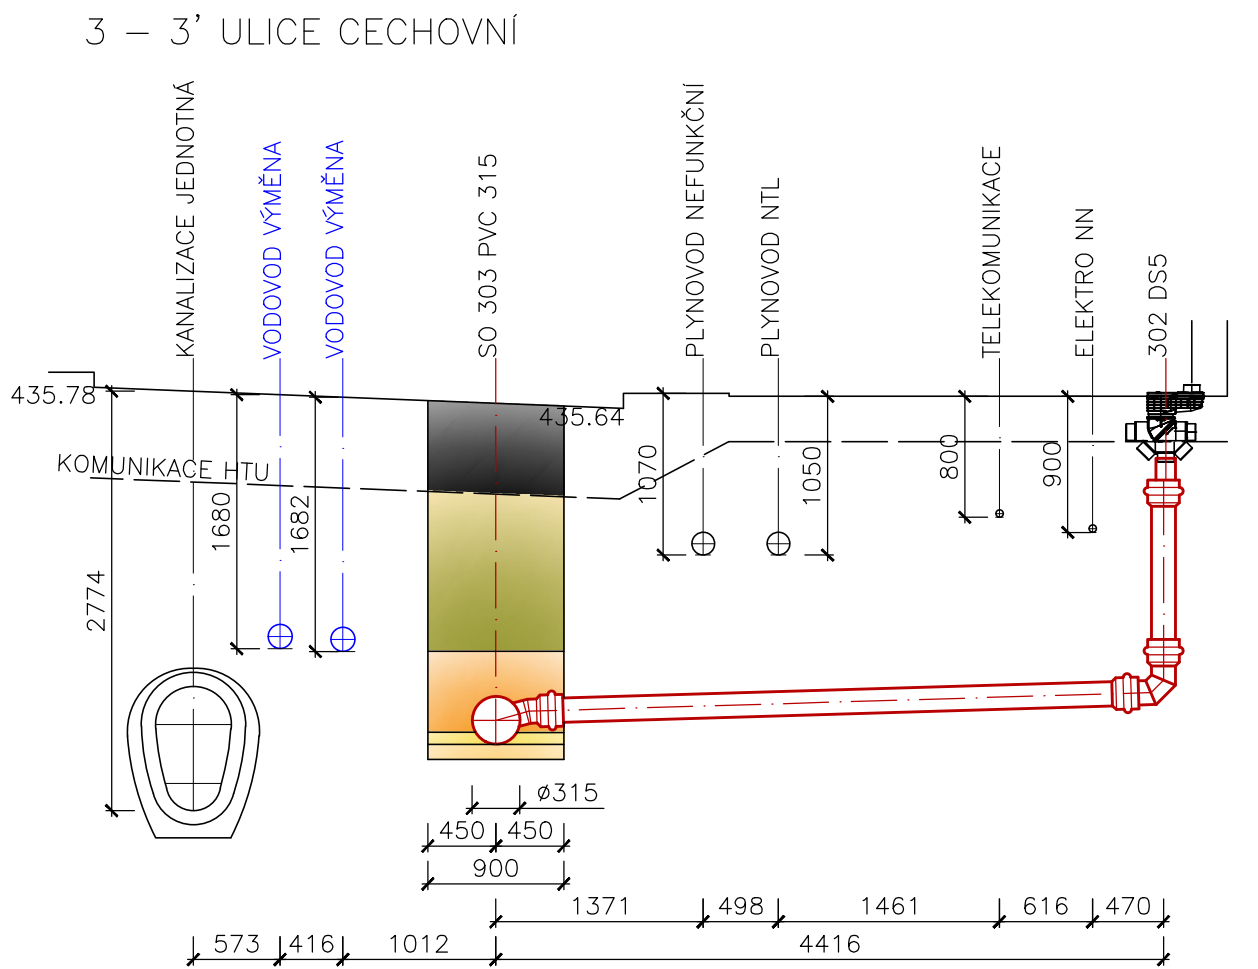 3 – 3' ULICE CECHOVNÍ
KANALIZACE JEDNOTNÁ
VODOVOD VÝMĚNA
VODOVOD VÝMĚNA
SO 303 PVC 315
PLYNOVOD NEFUNKČNÍ
PLYNOVOD NTL
TELEKOMUNIKACE
ELEKTRO NN
302 DS5
435.78
435.64
KOMUNIKACE HTU
2774
1680
1682
1070
1050
800
900
ø315
450 450
900
1371 498 1461 616 470
573 416 1012 4416